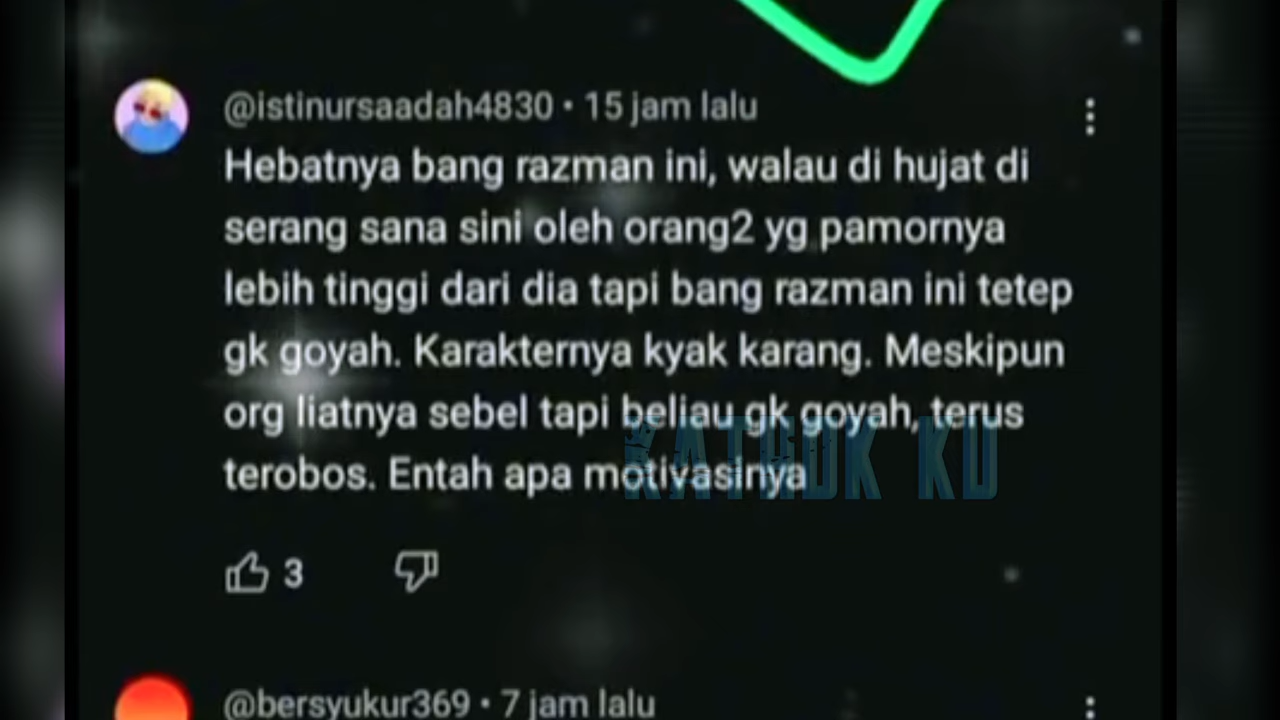 @istinursaadah4830 • 15 jam lalu
Hebatnya bang razman ini, walau di hujat di
serang sana sini oleh orang2 yg pamornya
lebih tinggi dari dia tapi bang razman ini tetep
gk goyah. Karakternya kyak karang. Meskipun
org liatnya sebel tapi beliau gk goyah, terus
terobos. Entah apa motivasinya
KATHOK KU
3
@bersyukur369 • 7 jam lalu